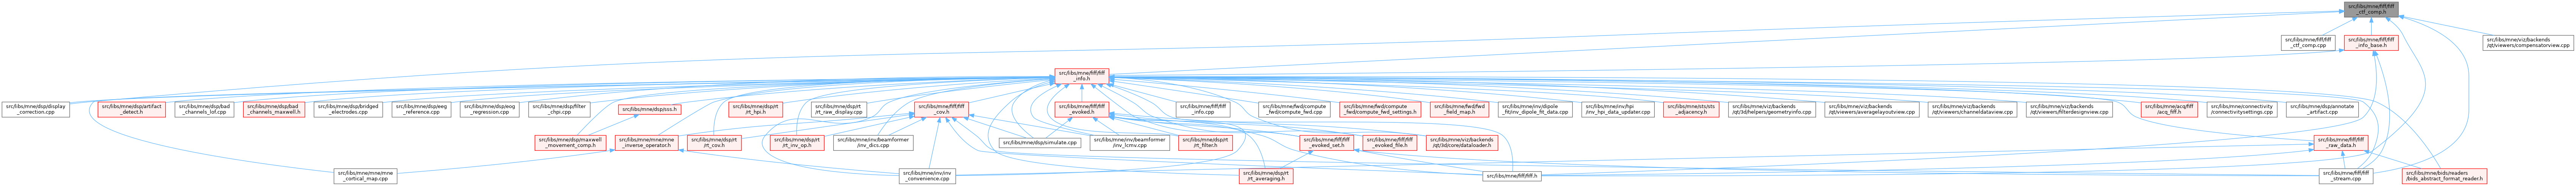 src/libs/mne/fiff/fiff
_ctf_comp.h
src/libs/mne/fiff/fiff
_ctf_comp.cpp
src/libs/mne/fiff/fiff
_info_base.h
src/libs/mne/viz/backends
/qt/viewers/compensatorview.cpp
src/libs/mne/fiff/fiff
_info.h
src/libs/mne/dsp/display
_correction.cpp
src/libs/mne/dsp/artifact
_detect.h
src/libs/mne/dsp/bad
_channels_lof.cpp
src/libs/mne/dsp/bad
_channels_maxwell.h
src/libs/mne/dsp/bridged
_electrodes.cpp
src/libs/mne/dsp/eeg
_reference.cpp
src/libs/mne/dsp/eog
_regression.cpp
src/libs/mne/dsp/filter
_chpi.cpp
src/libs/mne/dsp/sss.h
src/libs/mne/dsp/rt
/rt_hpi.h
src/libs/mne/dsp/rt
/rt_raw_display.cpp
src/libs/mne/fiff/fiff
_cov.h
src/libs/mne/fiff/fiff
_evoked.h
src/libs/mne/fiff/fiff
_info.cpp
src/libs/mne/fwd/compute
_fwd/compute_fwd.cpp
src/libs/mne/fwd/compute
_fwd/compute_fwd_settings.h
src/libs/mne/fwd/fwd
_field_map.h
src/libs/mne/inv/dipole
_fit/inv_dipole_fit_data.cpp
src/libs/mne/inv/hpi
/inv_hpi_data_updater.cpp
src/libs/mne/sts/sts
_adjacency.h
src/libs/mne/viz/backends
/qt/3d/helpers/geometryinfo.cpp
src/libs/mne/viz/backends
/qt/viewers/averagelayoutview.cpp
src/libs/mne/viz/backends
/qt/viewers/channeldataview.cpp
src/libs/mne/viz/backends
/qt/viewers/filterdesignview.cpp
src/libs/mne/acq/fiff
/acq_fiff.h
src/libs/mne/connectivity
/connectivitysettings.cpp
src/libs/mne/dsp/annotate
_artifact.cpp
src/libs/mne/dsp/maxwell
_movement_comp.h
src/libs/mne/mne/mne
_inverse_operator.h
src/libs/mne/dsp/rt
/rt_cov.h
src/libs/mne/dsp/rt
/rt_inv_op.h
src/libs/mne/inv/beamformer
/inv_dics.cpp
src/libs/mne/dsp/simulate.cpp
src/libs/mne/inv/beamformer
/inv_lcmv.cpp
src/libs/mne/dsp/rt
/rt_filter.h
src/libs/mne/fiff/fiff
_evoked_set.h
src/libs/mne/fiff/fiff
_evoked_file.h
src/libs/mne/viz/backends
/qt/3d/core/dataloader.h
src/libs/mne/fiff/fiff
_raw_data.h
src/libs/mne/mne/mne
_cortical_map.cpp
src/libs/mne/inv/inv
_convenience.cpp
src/libs/mne/dsp/rt
/rt_averaging.h
src/libs/mne/fiff/fiff.h
src/libs/mne/fiff/fiff
_stream.cpp
src/libs/mne/bids/readers
/bids_abstract_format_reader.h